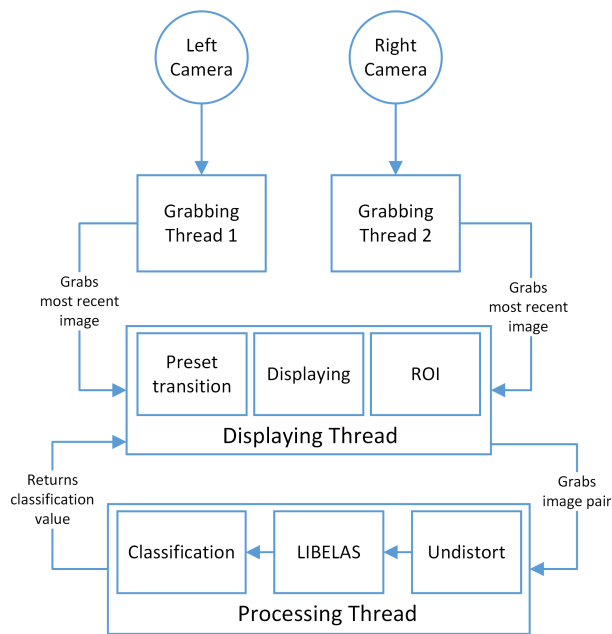 Left
Camera
Right
Camera
Grabbing
Thread 1
Grabbing
Thread 2
Grabs
most recent
image
Grabs
most recent
image
Preset
transition
Displaying
ROI
Displaying Thread
Returns
classification
value
Grabs
image pair
Classification
LIBELAS
Undistort
Processing Thread